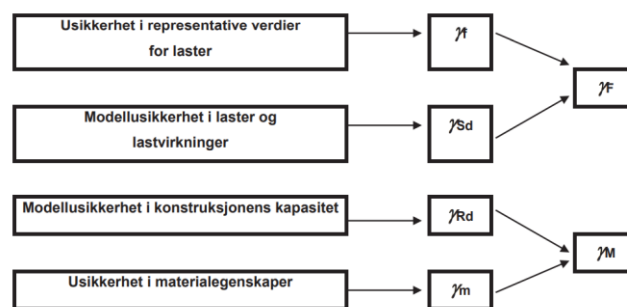 Usikkerhet i representative verdier
for laster
γf
γF
Modellusikkerhet i laster og
lastvirkninger
γSd
Modellusikkerhet i konstruksjonens kapasitet
γRd
γM
Usikkerhet i materialegenskaper
γm